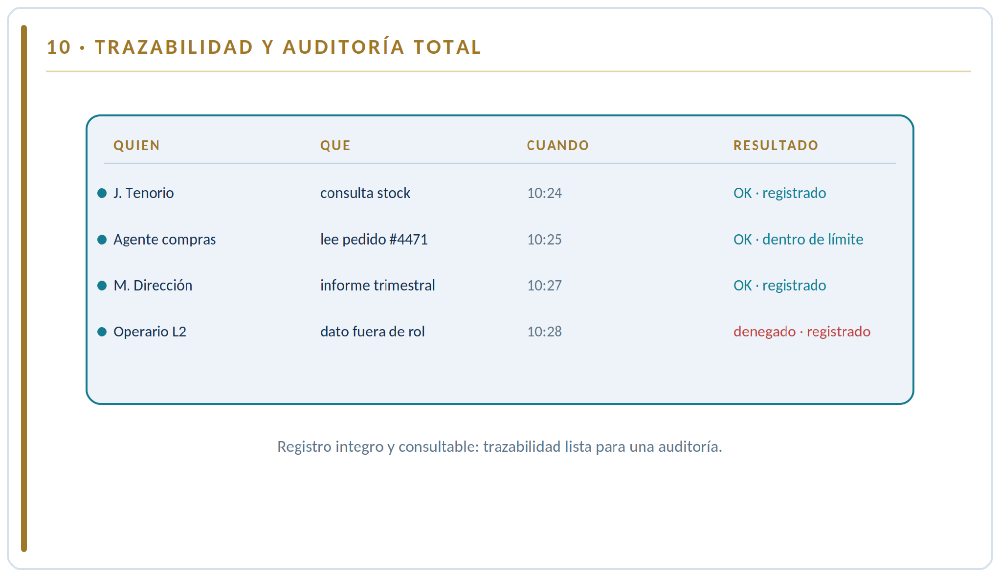 10 · TRAZABILIDAD Y AUDITORÍA TOTAL
QUIEN QUE CUANDO RESULTADO
J. Tenorio consulta stock 10:24 OK · registrado
Agente compras lee pedido #4471 10:25 OK · dentro de límite
M. Dirección informe trimestral 10:27 OK · registrado
Operario L2 dato fuera de rol 10:28 denegado · registrado
Registro integro y consultable: trazabilidad lista para una auditoría.